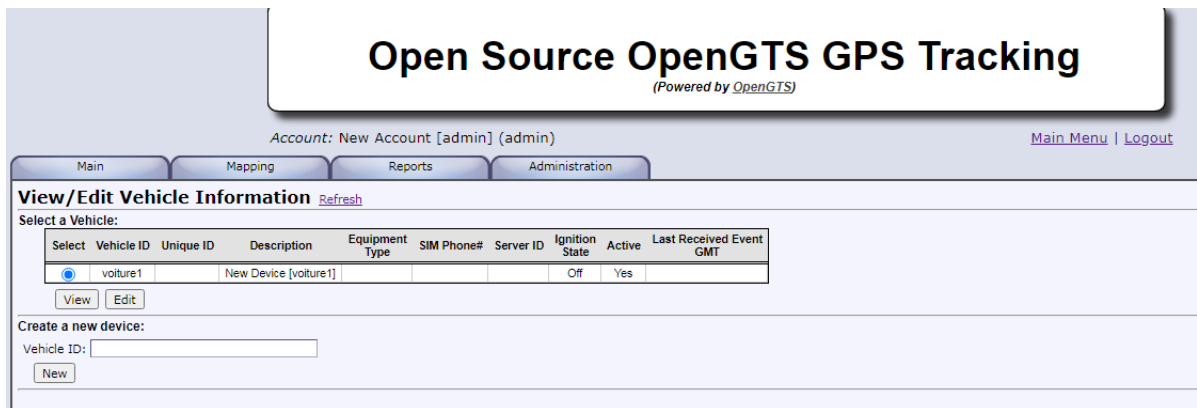 Open Source OpenGTS GPS Tracking
(Powered by OpenGTS)
Account: New Account [admin] (admin)
Main Menu | Logout
Main Mapping Reports Administration
View/Edit Vehicle Information Refresh
Select a Vehicle:
Select Vehicle ID Unique ID Description Equipment Type SIM Phone# Server ID Ignition State Active Last Received Event GMT
voiture1 New Device [voiture1] Off Yes
View Edit
Create a new device:
Vehicle ID:
New